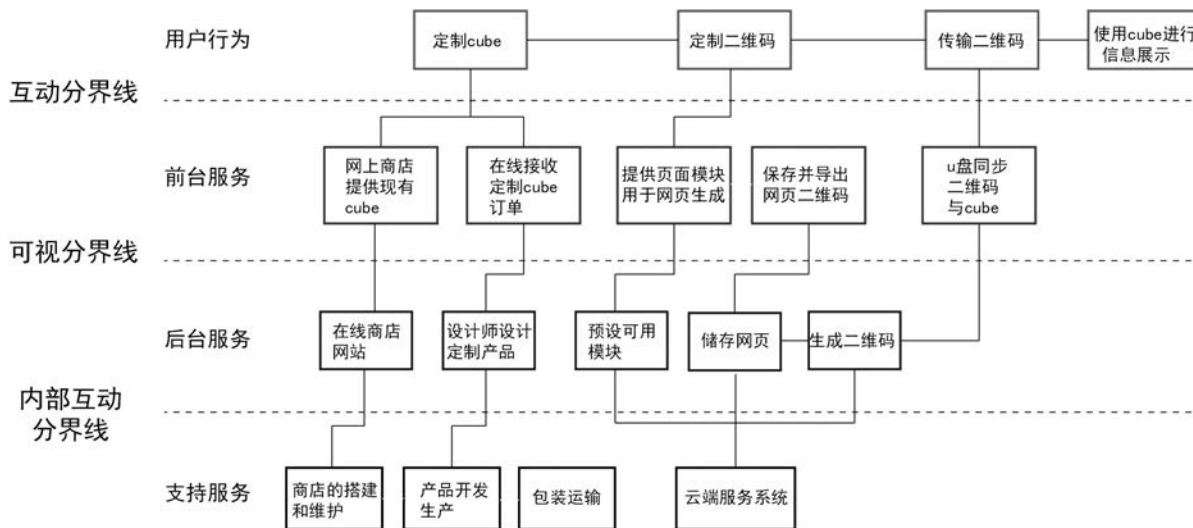 用户行为
定制cube
定制二维码
传输二维码
使用cube进行
信息展示
互动分界线
前台服务
网上商店
提供现有
cube
在线接收
定制cube
订单
提供页面模块
用于网页生成
保存并导出
网页二维码
u盘同步
二维码
与cube
可视分界线
后台服务
在线商店
网站
设计师设计
定制产品
预设可用
模块
储存网页
生成二维码
内部互动
分界线
支持服务
商店的搭建
和维护
产品开发
生产
包装运输
云端服务系统